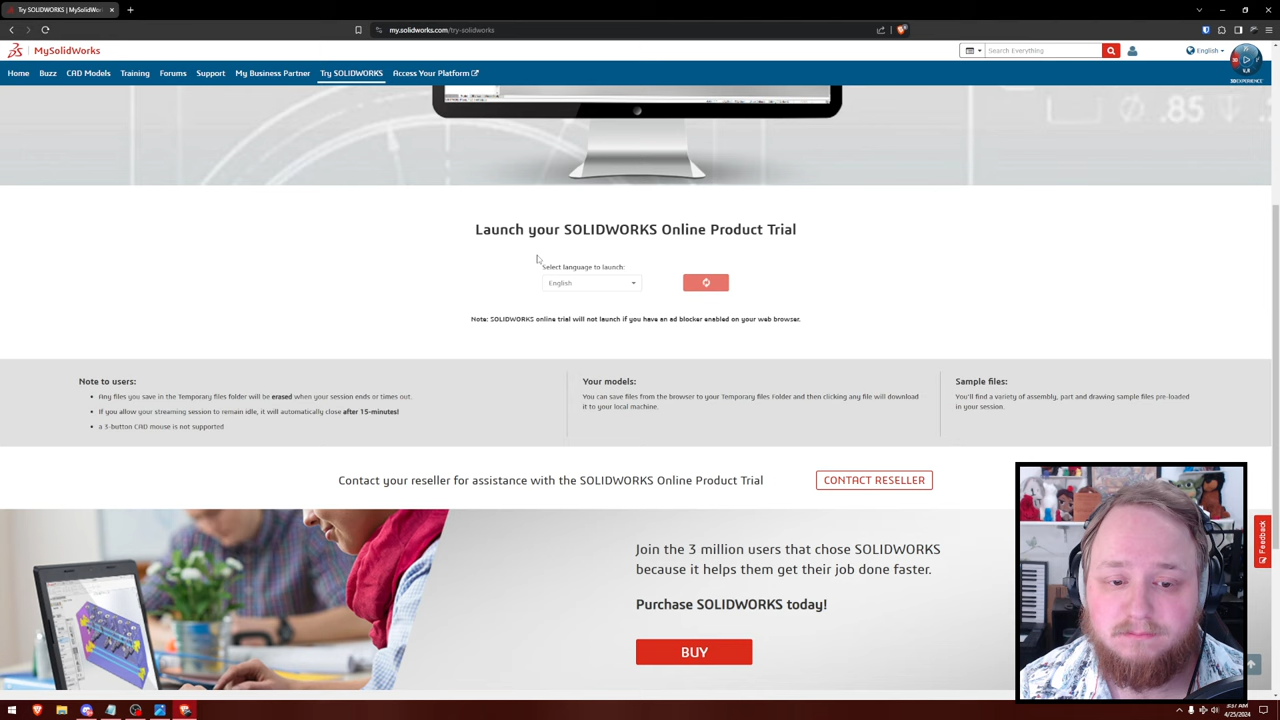 Try SOLIDWORKS | MySolidWor
my.solidworks.com/try-solidworks
MySolidWorks
Search Everything
English
Home Buzz CAD Models Training Forums Support My Business Partner Try SOLIDWORKS Access Your Platform
3DEXPERIENCE
.85
Launch your SOLIDWORKS Online Product Trial
Select language to launch:
English
Note: SOLIDWORKS online trial will not launch if you have an ad blocker enabled on your web browser.
Note to users:
Any files you save in the Temporary files folder will be erased when your session ends or times out.
If you allow your streaming session to remain idle, it will automatically close after 15-minutes!
a 3-button CAD mouse is not supported
Your models:
You can save files from the browser to your Temporary files Folder and then clicking any file will download
it to your local machine.
Sample files:
You'll find a variety of assembly, part and drawing sample files pre-loaded
in your session.
Contact your reseller for assistance with the SOLIDWORKS Online Product Trial
CONTACT RESELLER
Join the 3 million users that chose SOLIDWORKS
because it helps them get their job done faster.
Purchase SOLIDWORKS today!
BUY
Feedback
3:37 AM
4/25/2024